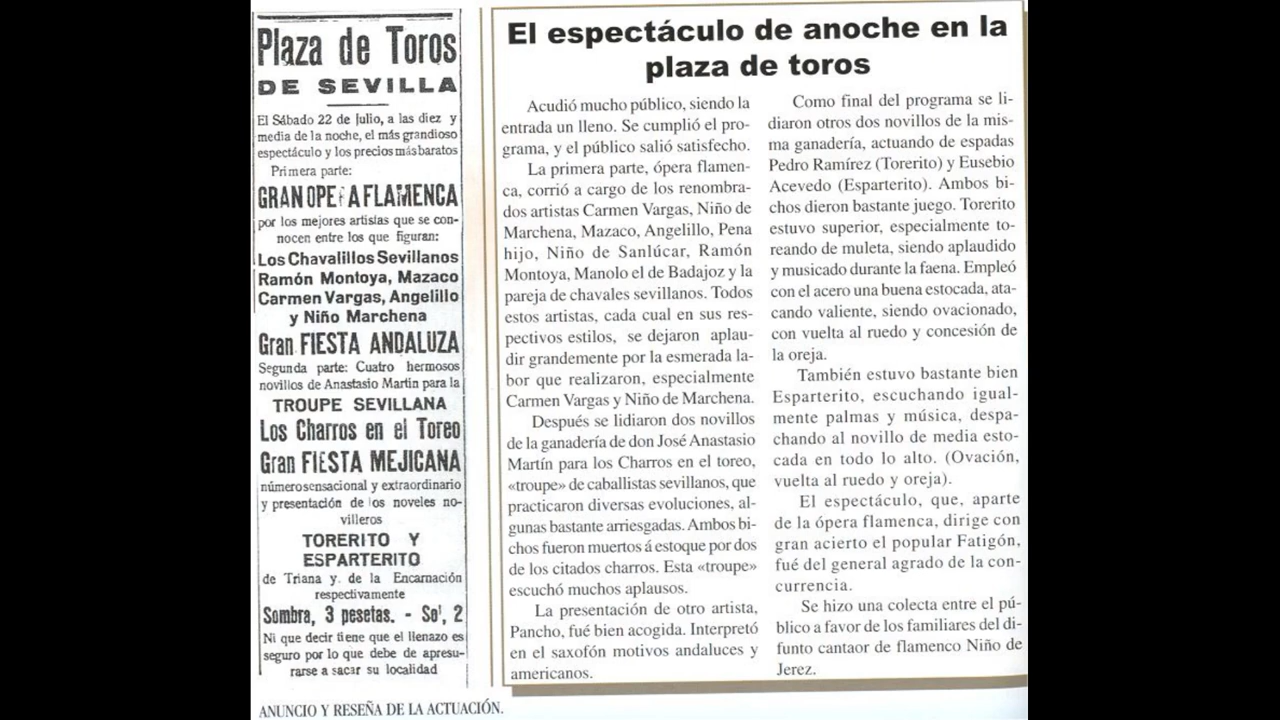 Plaza de Toros
DE SEVILLA
El Sábado 22 de Julio, a las diez y
media de la noche, el más grandioso
espectáculo y los precios más baratos
Primera parte:
GRAN OPERA FLAMENCA
por los mejores artistas que se con-
nocen entre los que figuran:
Los Chavalillos Sevillanos
Ramón Montoya, Mazaco
Carmen Vargas, Angelillo
y Niño Marchena
Gran FIESTA ANDALUZA
Segunda parte: Cuatro hermosos
novillos de Anastasio Martín para la
TROUPE SEVILLANA
Los Charros en el Toreo
Gran FIESTA MEJICANA
número sensacional y extraordinario
y presentación de los noveles no-
villeros
TORERITO Y
ESPARTERITO
de Triana y de la Encarnación
respectivamente
Sombra, 3 pesetas. - Sol, 2
Ni que decir tiene que el llenazo es
seguro por lo que debe de apresu-
rarse a sacar su localidad
El espectáculo de anoche en la
plaza de toros
Acudió mucho público, siendo la
entrada un lleno. Se cumplió el pro-
grama, y el público salió satisfecho.
La primera parte, ópera flamen-
ca, corrió a cargo de los renombra-
dos artistas Carmen Vargas, Niño de
Marchena, Mazaco, Angelillo, Pena
hijo, Niño de Sanlúcar, Ramón
Montoya, Manolo el de Badajoz y la
pareja de chavales sevillanos. Todos
estos artistas, cada cual en sus res-
pectivos estilos, se dejaron aplau-
dir grandemente por la esmerada la-
bor que realizaron, especialmente
Carmen Vargas y Niño de Marchena.
Después se lidiaron dos novillos
de la ganadería de don José Anastasio
Martín para los Charros en el toreo,
«troupe» de caballistas sevillanos, que
practicaron diversas evoluciones, al-
gunas bastante arriesgadas. Ambos bi-
chos fueron muertos á estoque por dos
de los citados charros. Esta «troupe»
escuchó muchos aplausos.
La presentación de otro artista,
Pancho, fué bien acogida. Interpretó
en el saxofón motivos andaluces y
americanos.
Como final del programa se li-
diaron otros dos novillos de la mis-
ma ganadería, actuando de espadas
Pedro Ramírez (Torerito) y Eusebio
Acevedo (Esparterito). Ambos bi-
chos dieron bastante juego. Torerito
estuvo superior, especialmente to-
reando de muleta, siendo aplaudido
y musicado durante la faena. Empleó
con el acero una buena estocada, ata-
cando valiente, siendo ovacionado,
con vuelta al ruedo y concesión de
la oreja.
También estuvo bastante bien
Esparterito, escuchando igual-
mente palmas y música, despa-
chando al novillo de media esto-
cada en todo lo alto. (Ovación,
vuelta al ruedo y oreja).
El espectáculo, que, aparte
de la ópera flamenca, dirige con
gran acierto el popular Fatigón,
fué del general agrado de la con-
currencia.
Se hizo una colecta entre el pú-
blico a favor de los familiares del di-
funto cantaor de flamenco Niño de
Jerez.
ANUNCIO Y RESEÑA DE LA ACTUACIÓN.